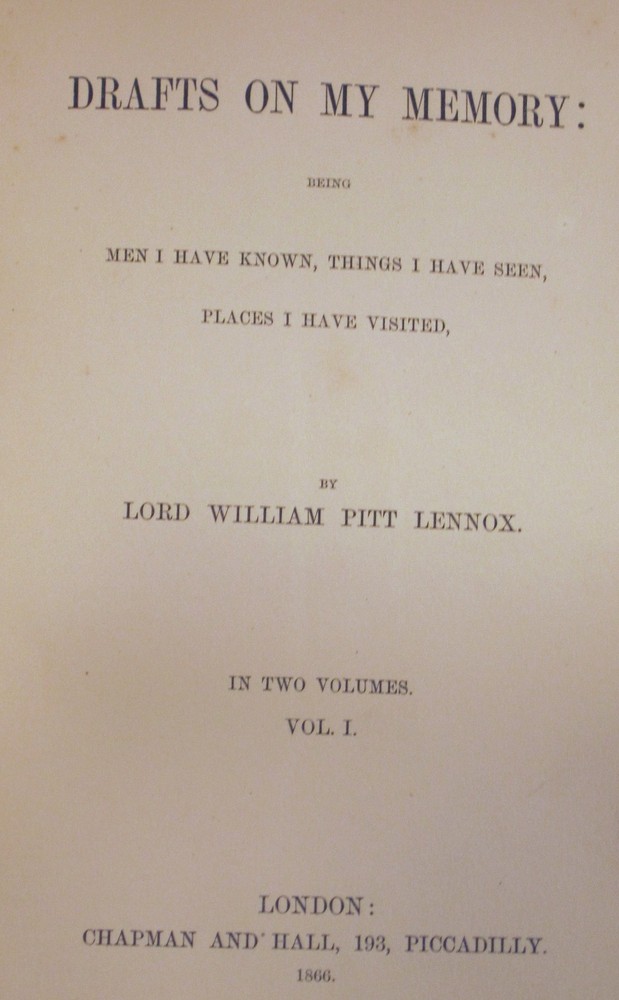 DRAFTS ON MY MEMORY:
BEING
MEN I HAVE KNOWN, THINGS I HAVE SEEN,
PLACES I HAVE VISITED,
BY
LORD WILLIAM PITT LENNOX.
IN TWO VOLUMES.
VOL. I.
LONDON:
CHAPMAN AND HALL, 193, PICCADILLY.
1866.